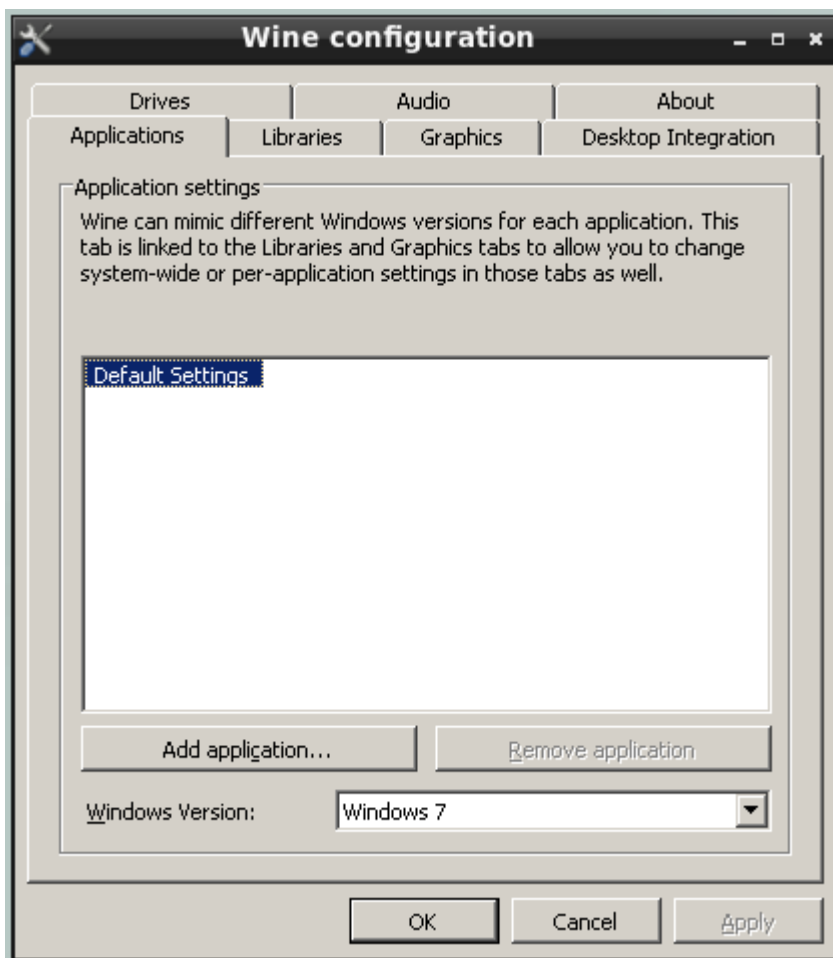 Wine configuration
Drives
Audio
About
Applications
Libraries
Graphics
Desktop Integration
Application settings
Wine can mimic different Windows versions for each application. This
tab is linked to the Libraries and Graphics tabs to allow you to change
system-wide or per-application settings in those tabs as well.
Default Settings
Add application...
Remove application
Windows Version:
Windows 7
OK
Cancel
Apply